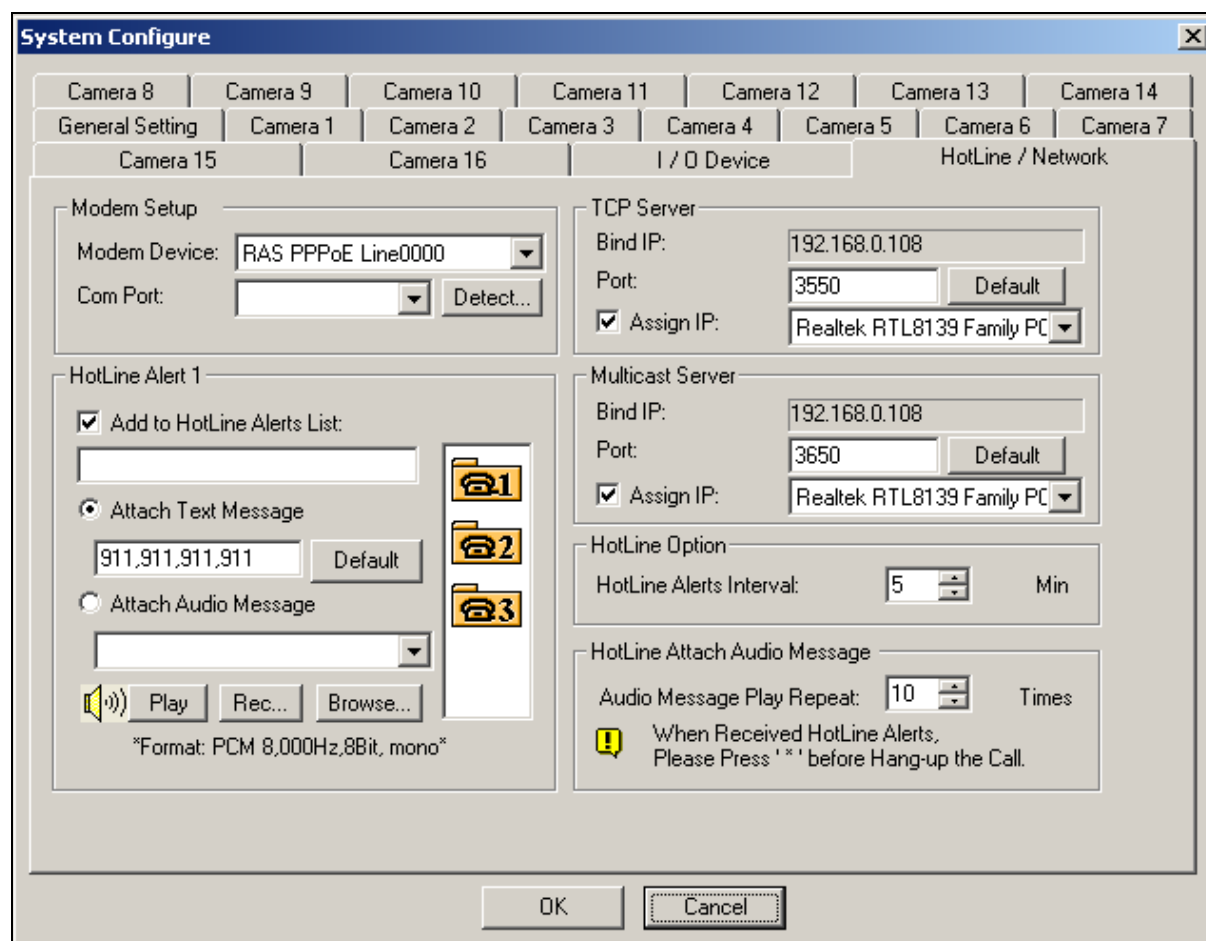 System Configure
Camera 8
Camera 9
Camera 10
Camera 11
Camera 12
Camera 13
Camera 14
General Setting
Camera 1
Camera 2
Camera 3
Camera 4
Camera 5
Camera 6
Camera 7
Camera 15
Camera 16
I / O Device
HotLine / Network
Modem Setup
Modem Device: RAS PPPoE Line0000
Com Port: Detect...
HotLine Alert 1
Add to HotLine Alerts List:
Attach Text Message
911,911,911,911 Default
Attach Audio Message
Play Rec... Browse...
*Format: PCM 8,000Hz,8Bit, mono*
1
2
3
TCP Server
Bind IP: 192.168.0.108
Port: 3550 Default
Assign IP: Realtek RTL8139 Family PC
Multicast Server
Bind IP: 192.168.0.108
Port: 3650 Default
Assign IP: Realtek RTL8139 Family PC
HotLine Option
HotLine Alerts Interval: 5 Min
HotLine Attach Audio Message
Audio Message Play Repeat: 10 Times
When Received HotLine Alerts,
Please Press ' * ' before Hang-up the Call.
OK
Cancel